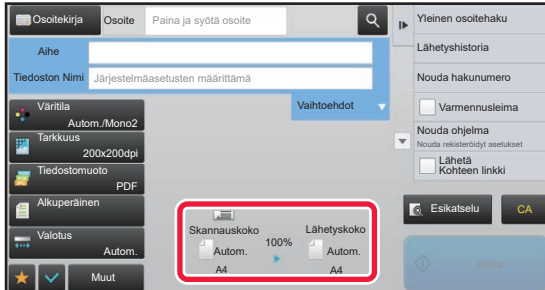 Osoitekirja
Osoite
Paina ja syötä osoite
Aihe
Tiedoston Nimi
Järjestelmäasetusten määrittämä
Vaihtoehdot
Väritila
Autom./Mono2
Tarkkuus
200x200dpi
Tiedostomuoto
PDF
Alkuperäinen
Valotus
Autom.
Muut
Skannauskoko
100%
Lähetyskoko
Autom.
Autom.
A4
A4
Yleinen osoitehaku
Lähetyshistoria
Nouda hakunumero
Varmennusleima
Nouda ohjelma
Nouda rekisteröidyt asetukset
Lähetä
Kohteen linkki
Esikatselu
CA